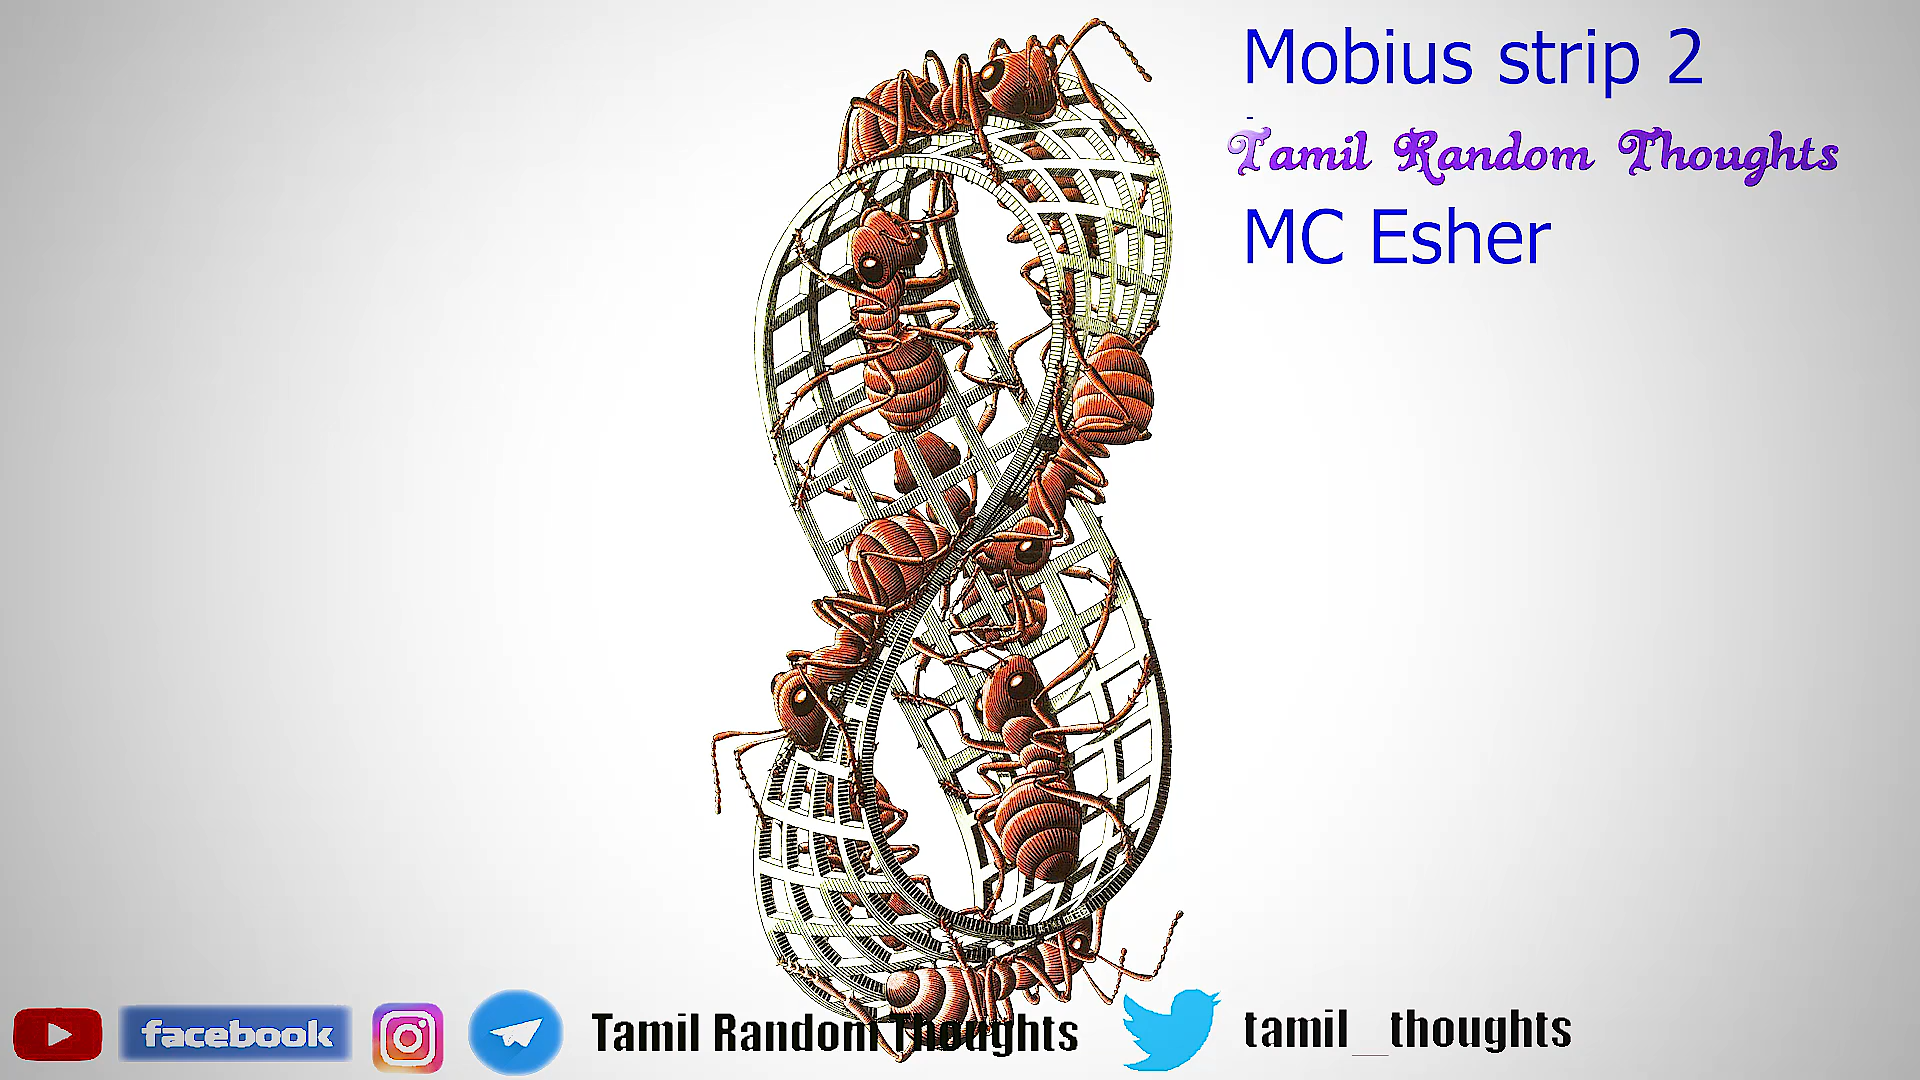 Mobius strip 2
-
Tamil Random Thoughts
MC Esher
facebook
Tamil Random Thoughts
tamil_thoughts